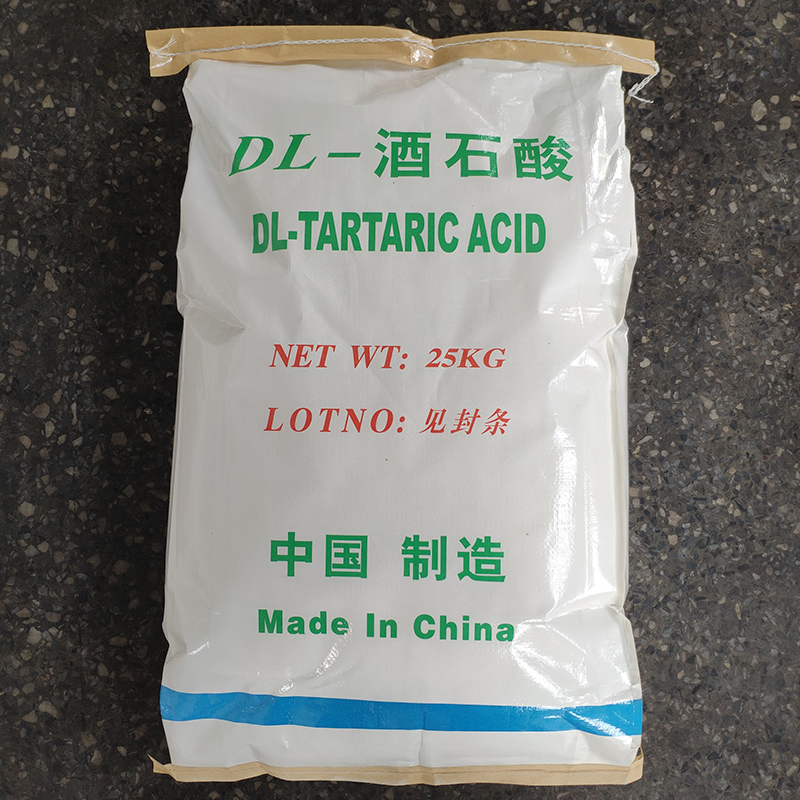 DL-酒石酸
DL-TARTARIC ACID
NET WT: 25KG
LOTNO: 见封条
中国 制造
Made In China